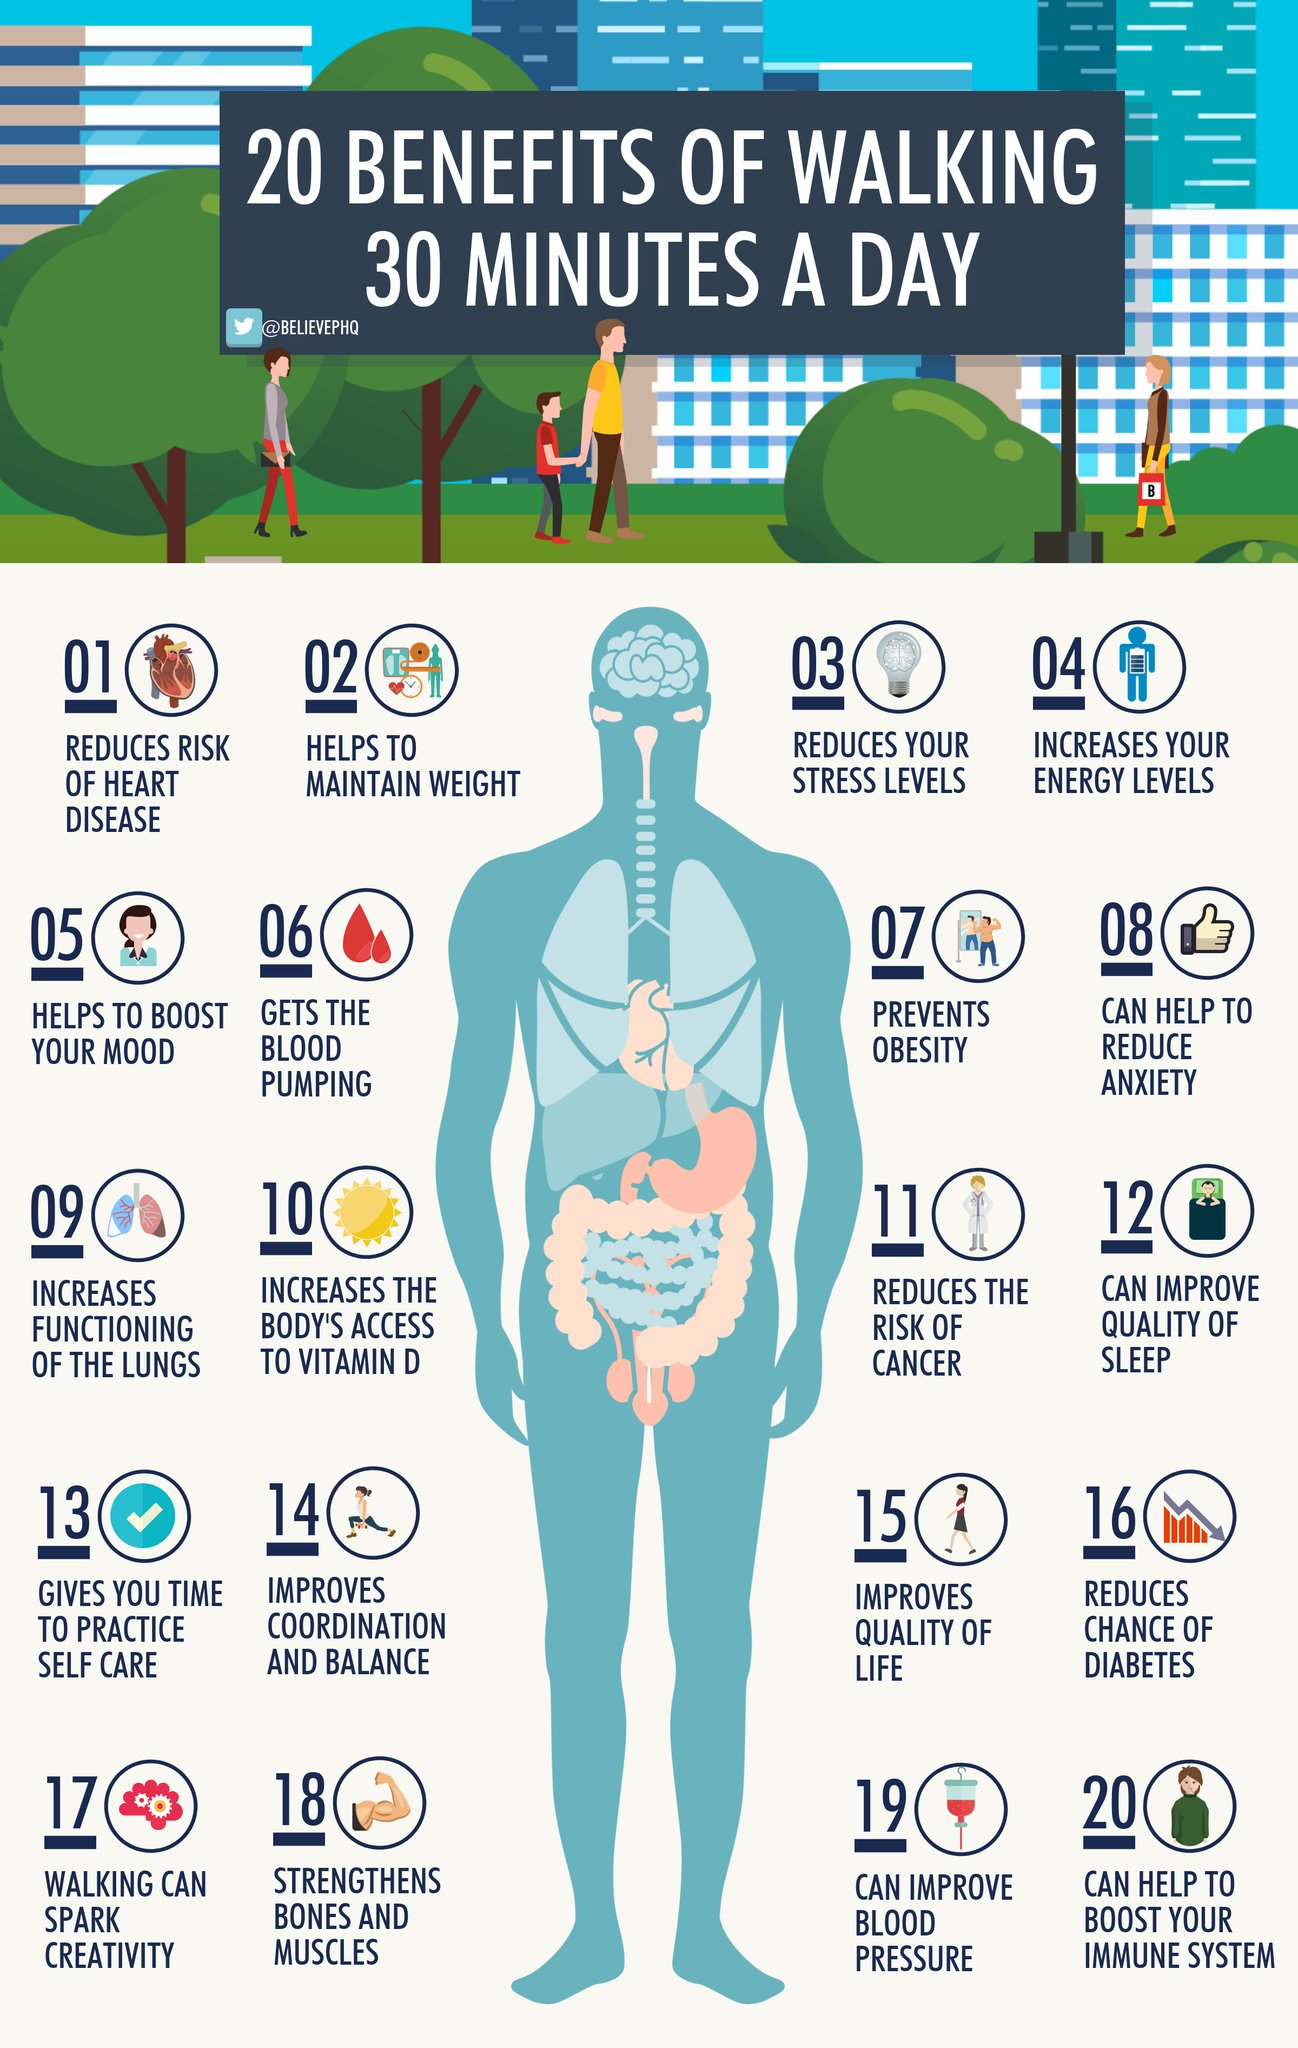 20 BENEFITS OF WALKING
30 MINUTES A DAY
@BELIEVEPHQ
B
01
REDUCES RISK
OF HEART
DISEASE
02
HELPS TO
MAINTAIN WEIGHT
03
REDUCES YOUR
STRESS LEVELS
04
INCREASES YOUR
ENERGY LEVELS
05
HELPS TO BOOST
YOUR MOOD
06
GETS THE
BLOOD
PUMPING
07
PREVENTS
OBESITY
08
CAN HELP TO
REDUCE
ANXIETY
09
INCREASES
FUNCTIONING
OF THE LUNGS
10
INCREASES THE
BODY'S ACCESS
TO VITAMIN D
11
REDUCES THE
RISK OF
CANCER
12
CAN IMPROVE
QUALITY OF
SLEEP
13
GIVES YOU TIME
TO PRACTICE
SELF CARE
14
IMPROVES
COORDINATION
AND BALANCE
15
IMPROVES
QUALITY OF
LIFE
16
REDUCES
CHANCE OF
DIABETES
17
WALKING CAN
SPARK
CREATIVITY
18
STRENGTHENS
BONES AND
MUSCLES
19
CAN IMPROVE
BLOOD
PRESSURE
20
CAN HELP TO
BOOST YOUR
IMMUNE SYSTEM